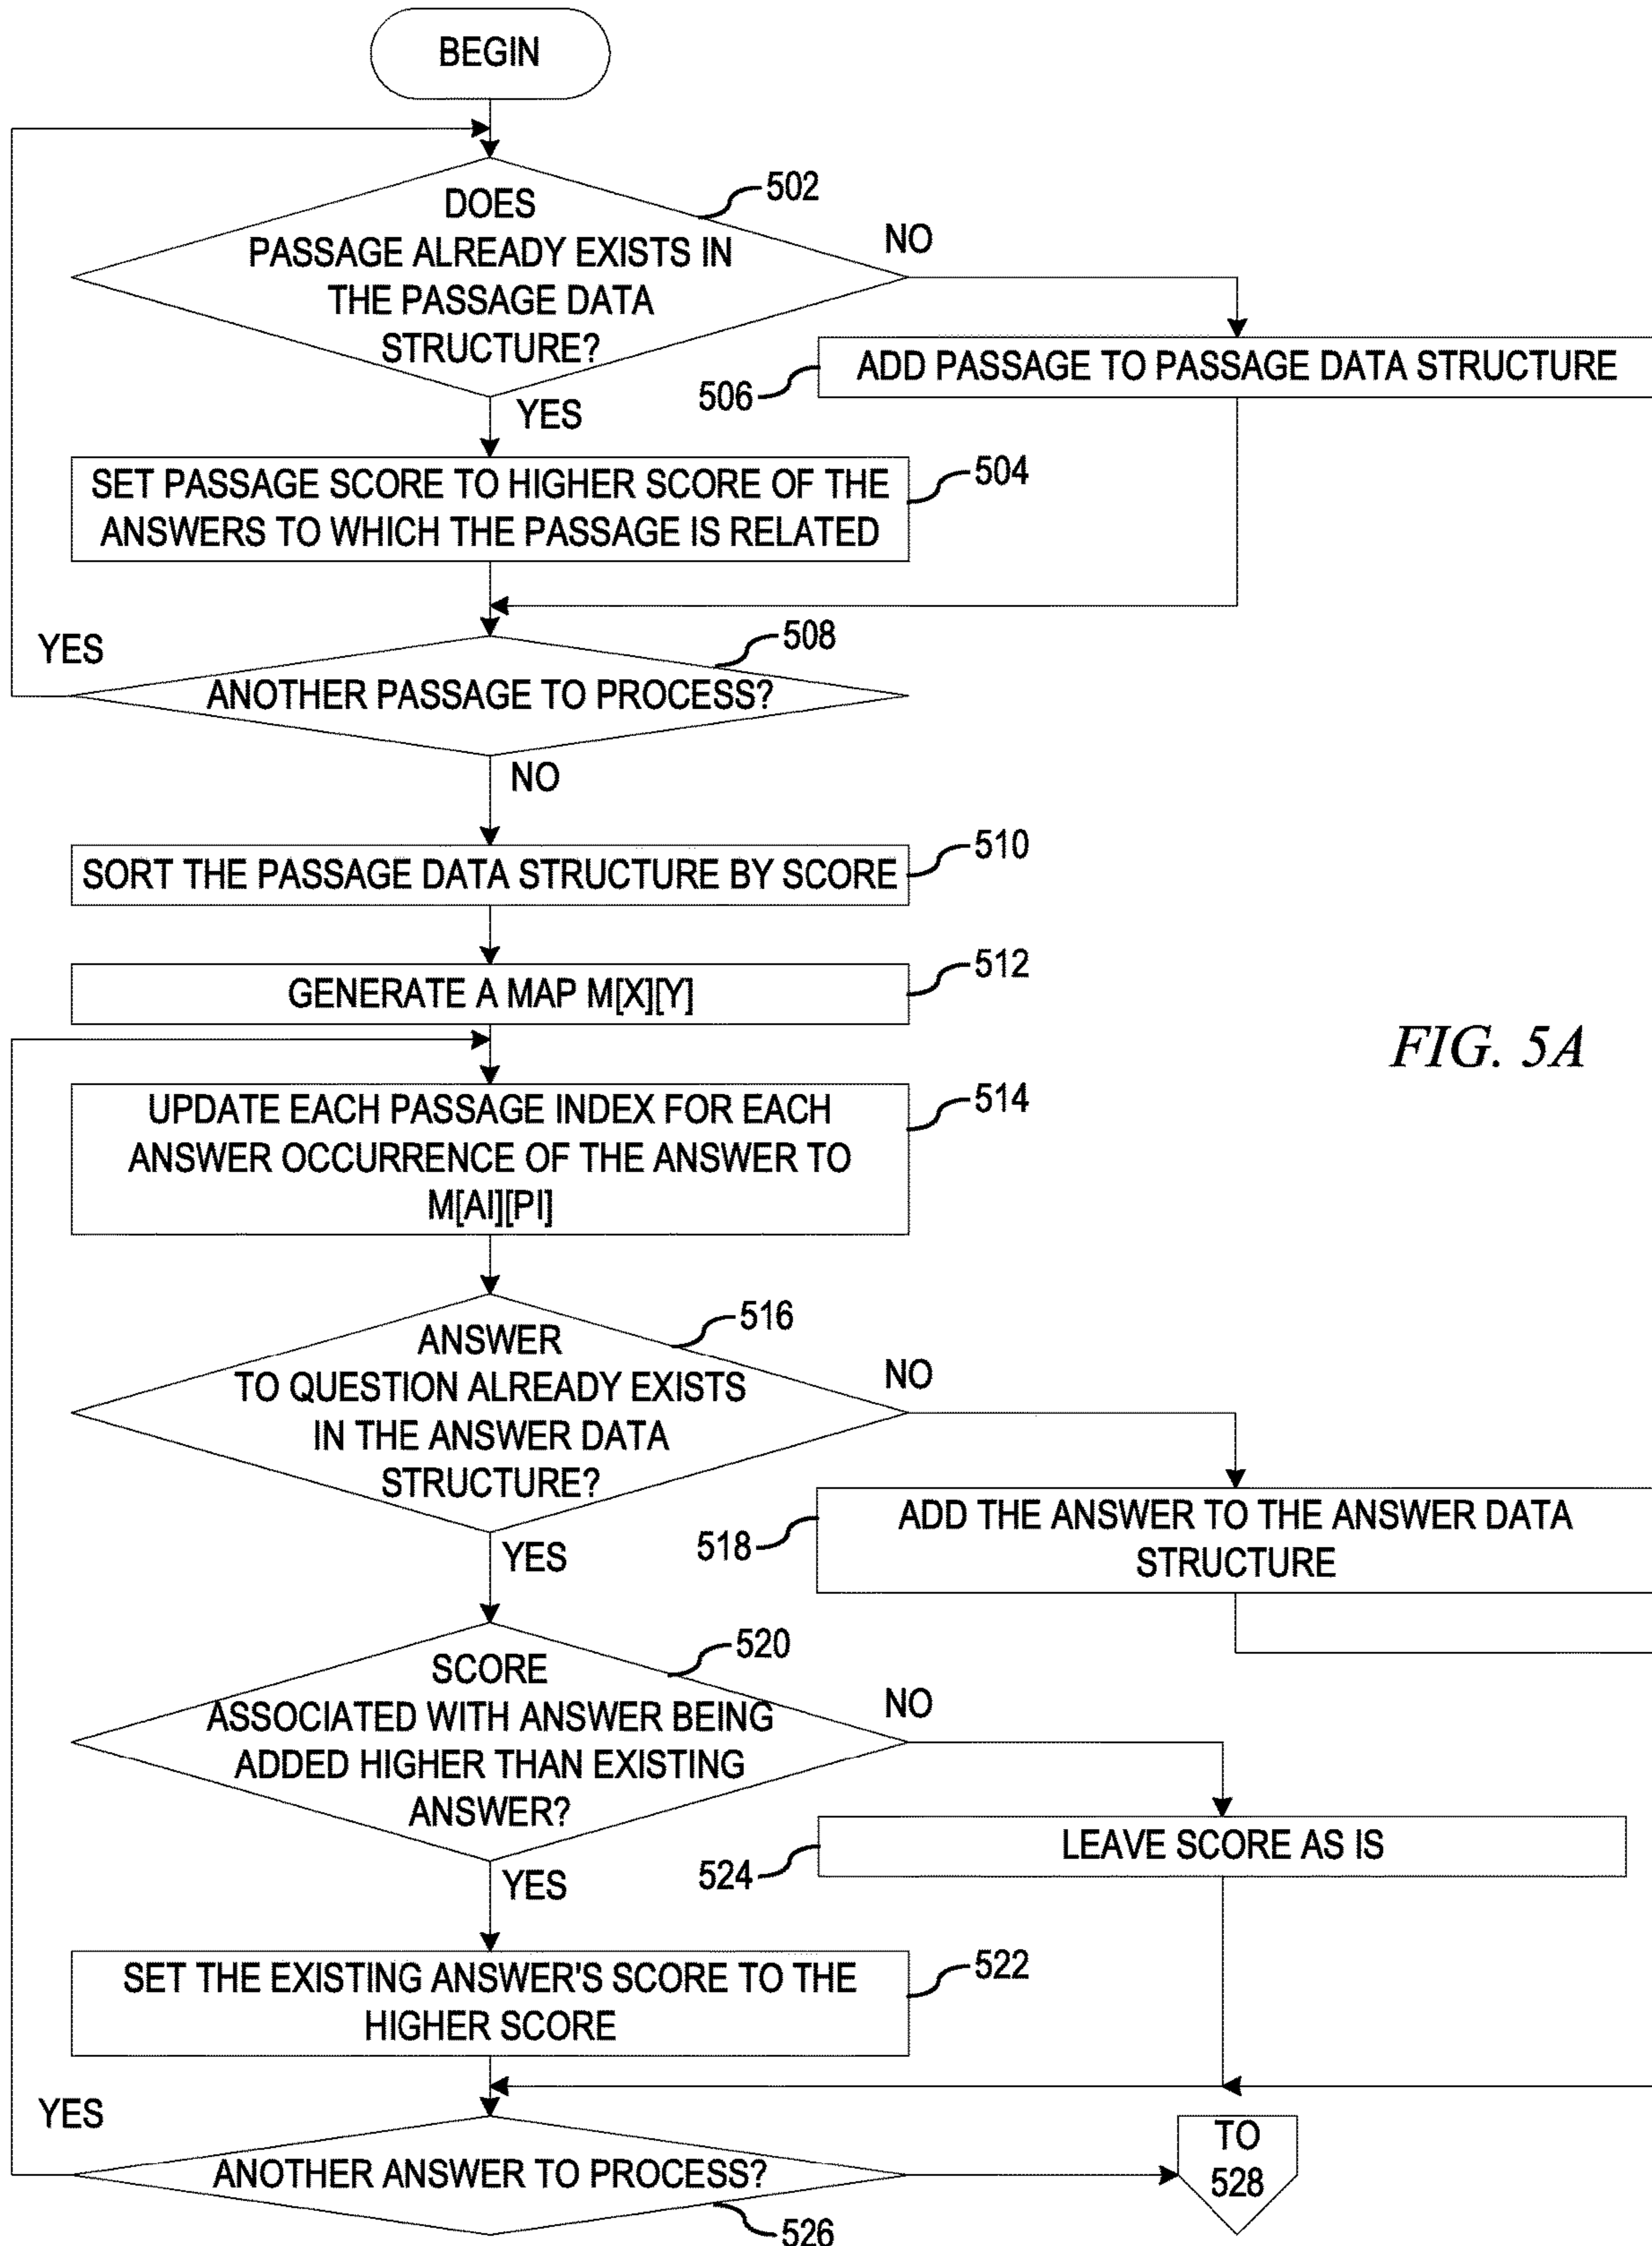 BEGIN
502
DOES
PASSAGE ALREADY EXISTS IN
THE PASSAGE DATA
STRUCTURE?
NO
506
ADD PASSAGE TO PASSAGE DATA STRUCTURE
YES
504
SET PASSAGE SCORE TO HIGHER SCORE OF THE
ANSWERS TO WHICH THE PASSAGE IS RELATED
508
YES
ANOTHER PASSAGE TO PROCESS?
NO
510
SORT THE PASSAGE DATA STRUCTURE BY SCORE
512
GENERATE A MAP M[X][Y]
FIG. 5A
514
UPDATE EACH PASSAGE INDEX FOR EACH
ANSWER OCCURRENCE OF THE ANSWER TO
M[AI][PI]
516
ANSWER
TO QUESTION ALREADY EXISTS
IN THE ANSWER DATA
STRUCTURE?
NO
518
ADD THE ANSWER TO THE ANSWER DATA
STRUCTURE
YES
520
SCORE
ASSOCIATED WITH ANSWER BEING
ADDED HIGHER THAN EXISTING
ANSWER?
NO
524
LEAVE SCORE AS IS
YES
522
SET THE EXISTING ANSWER'S SCORE TO THE
HIGHER SCORE
YES
ANOTHER ANSWER TO PROCESS?
526
TO
528